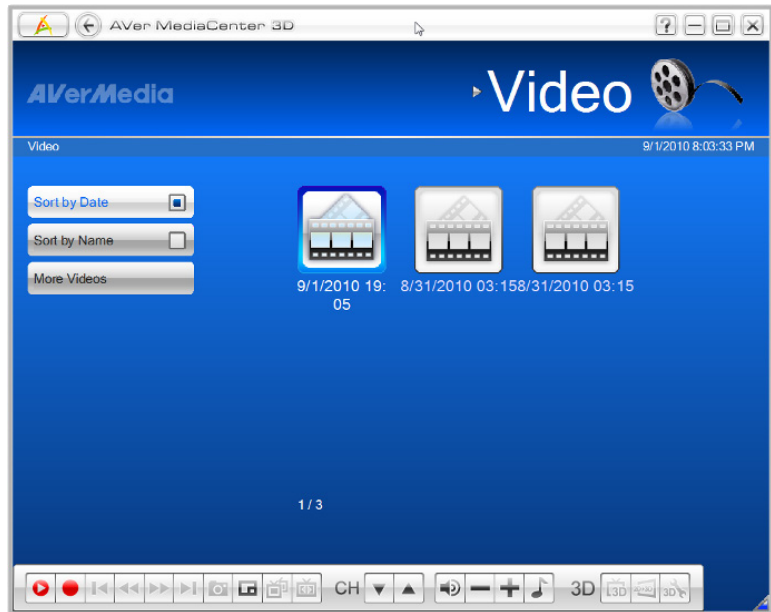 AVer MediaCenter 3D
?
AVerMedia
Video
Video
9/1/2010 8:03:33 PM
Sort by Date
Sort by Name
More Videos
9/1/2010 19:
05
8/31/2010 03:15
8/31/2010 03:15
1 / 3
CH
3D
3D
3D